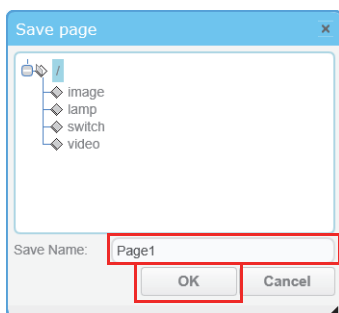 Save page
/
image
lamp
switch
video
Save Name: Page1
OK Cancel